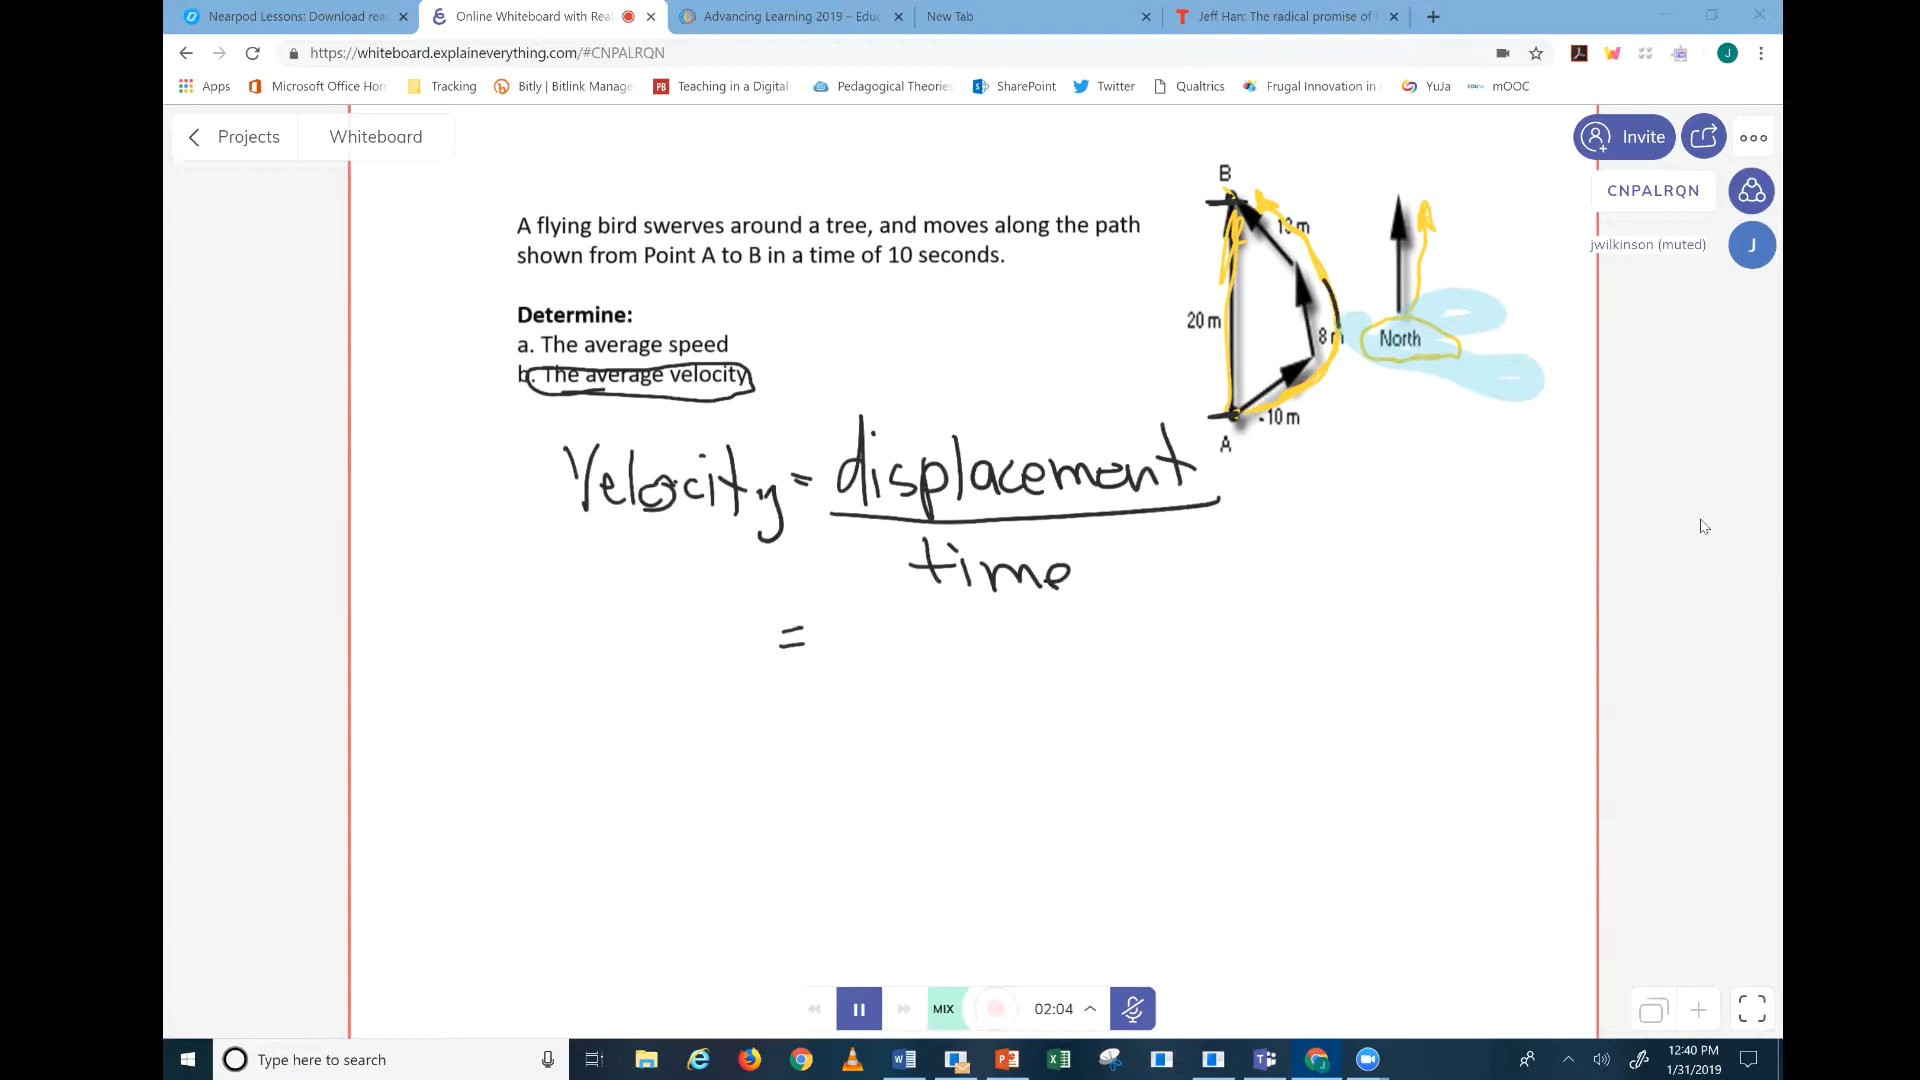 Nearpod Lessons: Download rea
Online Whiteboard with Rea
Advancing Learning 2019 – Educ
New Tab
Jeff Han: The radical promise of
https://whiteboard.explaineverything.com/#CNPALRQN
Apps
Microsoft Office Hom
Tracking
Bitly | Bitlink Manage
Teaching in a Digital
Pedagogical Theories
SharePoint
Twitter
Qualtrics
Frugal Innovation in
YuJa
mOOC
Projects
Whiteboard
Invite
CNPALRQN
jwilkinson (muted)
J
A flying bird swerves around a tree, and moves along the path
shown from Point A to B in a time of 10 seconds.
Determine:
a. The average speed
b. The average velocity
B
20 m
8 m
10 m
A
North
Velocity = displacement
time
=
MIX
02:04
Type here to search
12:40 PM
1/31/2019